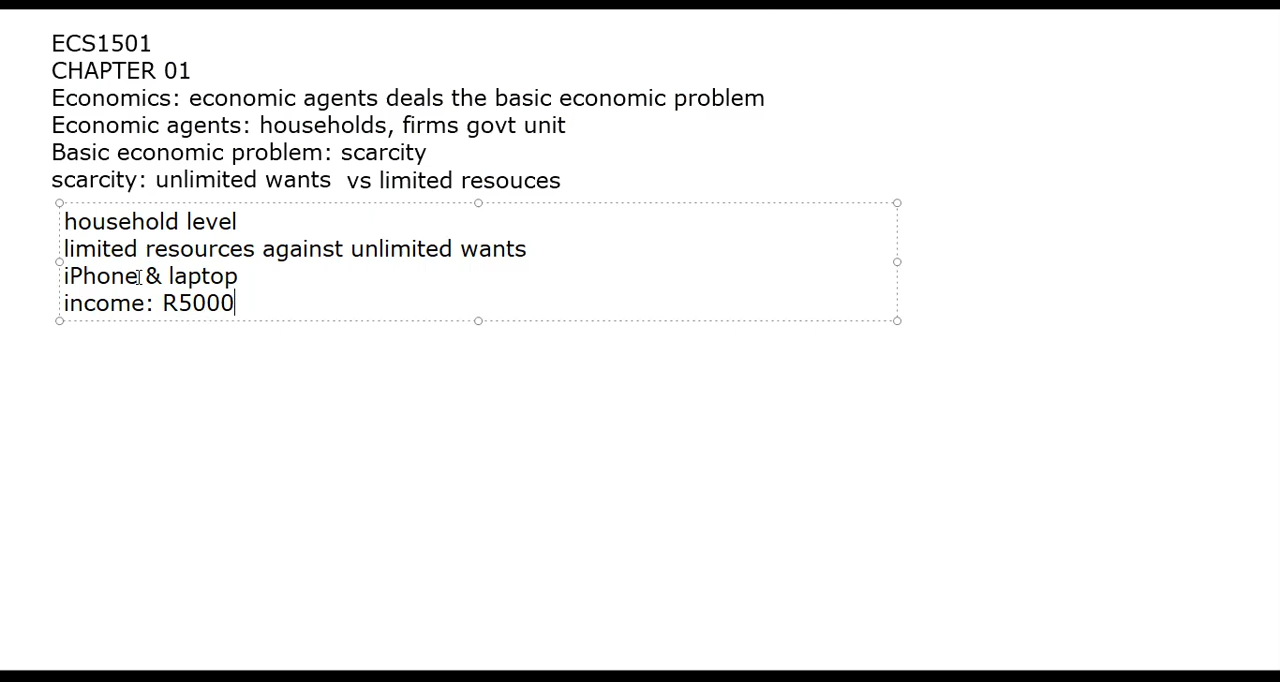 ECS1501
CHAPTER 01
Economics: economic agents deals the basic economic problem
Economic agents: households, firms govt unit
Basic economic problem: scarcity
scarcity: unlimited wants vs limited resouces
household level
limited resources against unlimited wants
iPhone & laptop
income: R5000